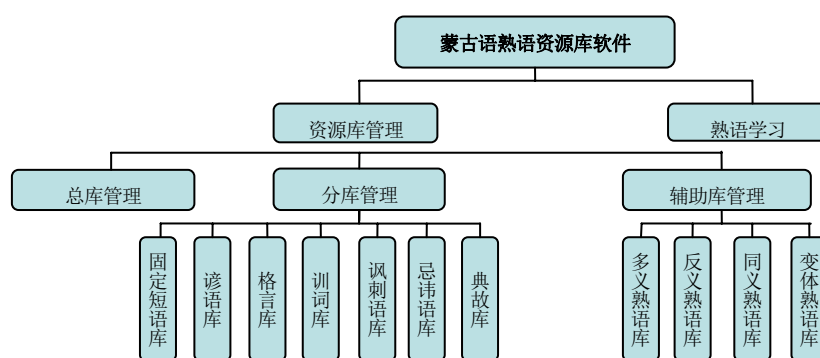 蒙古语熟语资源库软件
资源库管理
熟语学习
总库管理
分库管理
辅助库管理
固定短语库
谚语库
格言库
训词库
讽刺语库
忌讳语库
典故库
多义熟语库
反义熟语库
同义熟语库
变体熟语库